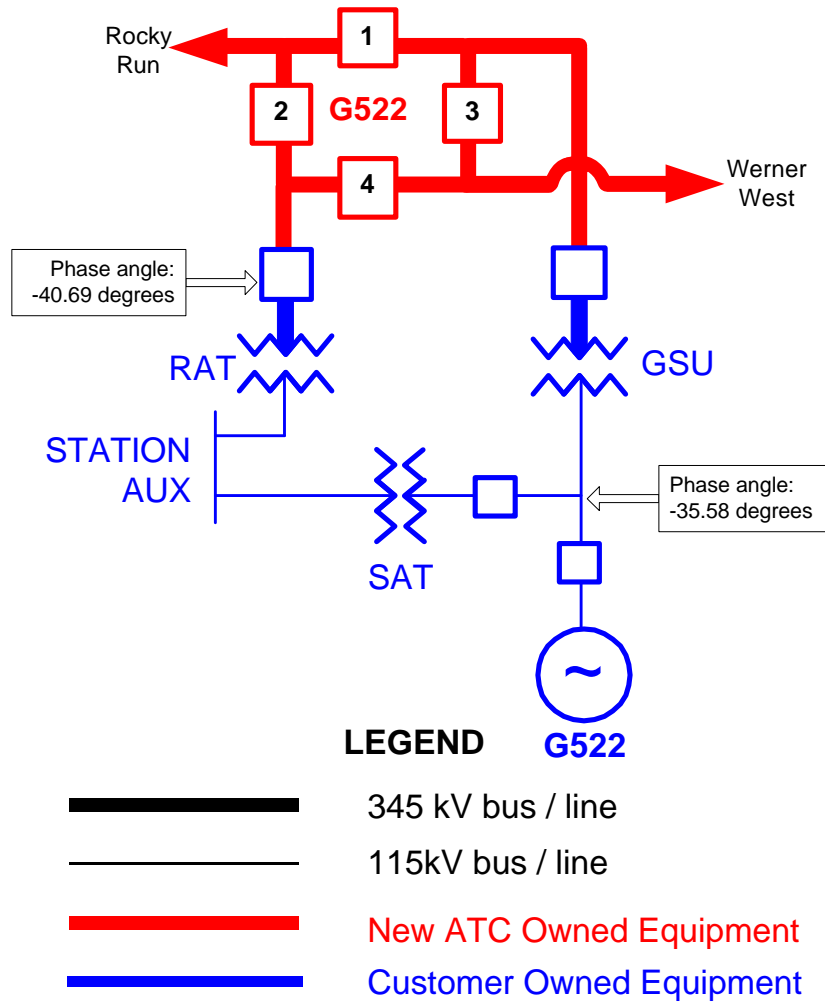 Rocky
Run
1
2
G522
3
4
Werner
West
Phase angle:
-40.69 degrees
RAT
GSU
STATION
AUX
Phase angle:
-35.58 degrees
SAT
~
LEGEND
G522
345 kV bus / line
115kV bus / line
New ATC Owned Equipment
Customer Owned Equipment